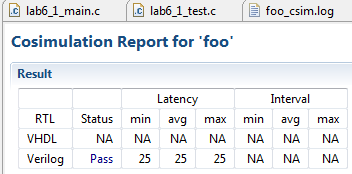 lab6_1_main.c lab6_1_test.c foo_csim.log
Cosimulation Report for 'foo'
Result
Latency Interval
RTL Status min avg max min avg max
VHDL NA NA NA NA NA NA NA
Verilog Pass 25 25 25 NA NA NA